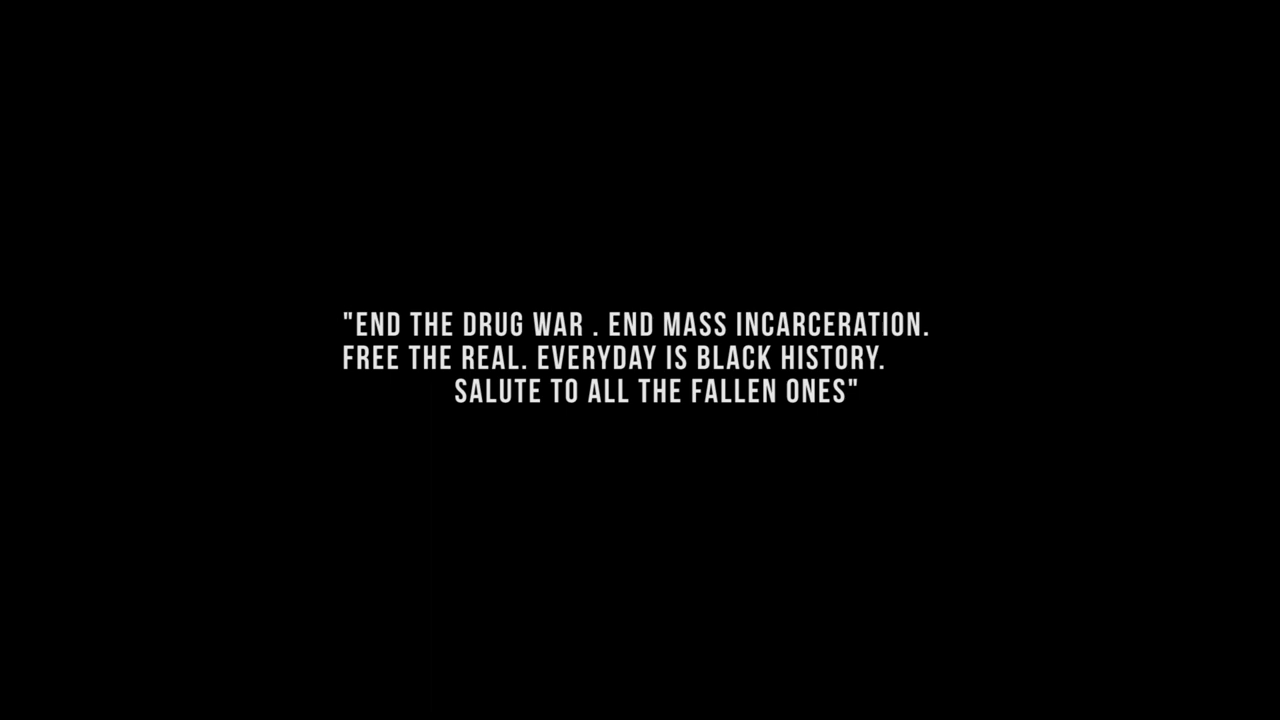 "END THE DRUG WAR . END MASS INCARCERATION.
FREE THE REAL. EVERYDAY IS BLACK HISTORY.
SALUTE TO ALL THE FALLEN ONES"